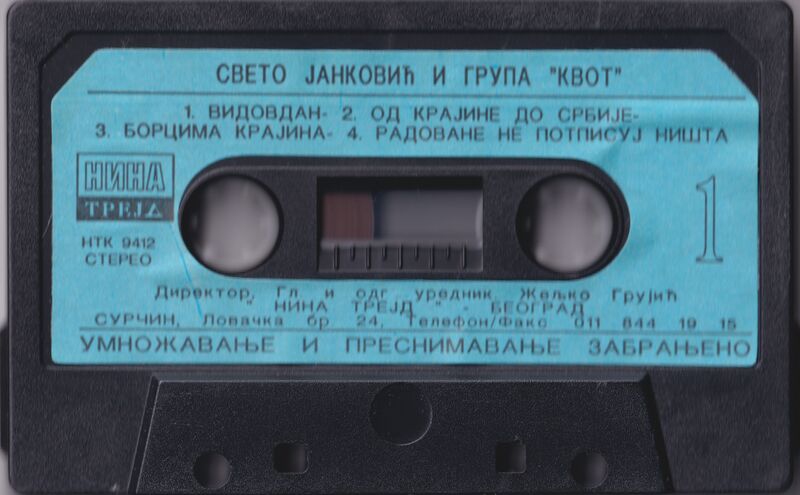 СВЕТО ЈАНКОВИЋ И ГРУПА "КВОТ"
1. ВИДОВДАН- 2. ОД КРАЈИНЕ ДО СРБИЈЕ-
3. БОРЦИМА КРАЈИНА- 4. РАДОВАНЕ НЕ ПОТПИСУЈ НИШТА
НИНА
ТРЕЈД
НТК 9412
СТЕРЕО
1
Директор, Гл и одг уредник Жељко Грујић
" НИНА ТРЕЈД " - БЕОГРАД
СУРЧИН, Ловачка бр 24, Телефон/Факс 011 844 19 15
УМНОЖАВАЊЕ И ПРЕСНИМАВАЊЕ ЗАБРАЊЕНО